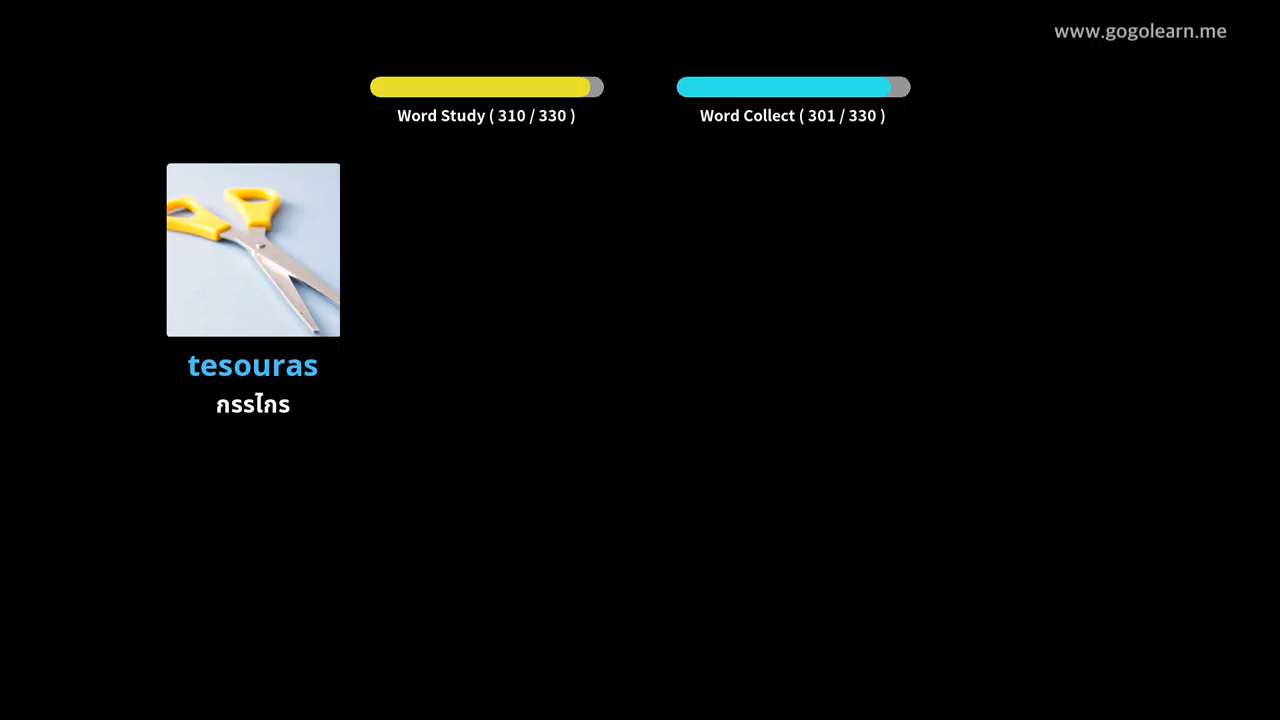 www.gogolearn.me
Word Study ( 310 / 330 )
Word Collect ( 301 / 330 )
tesouras
กรรไกร